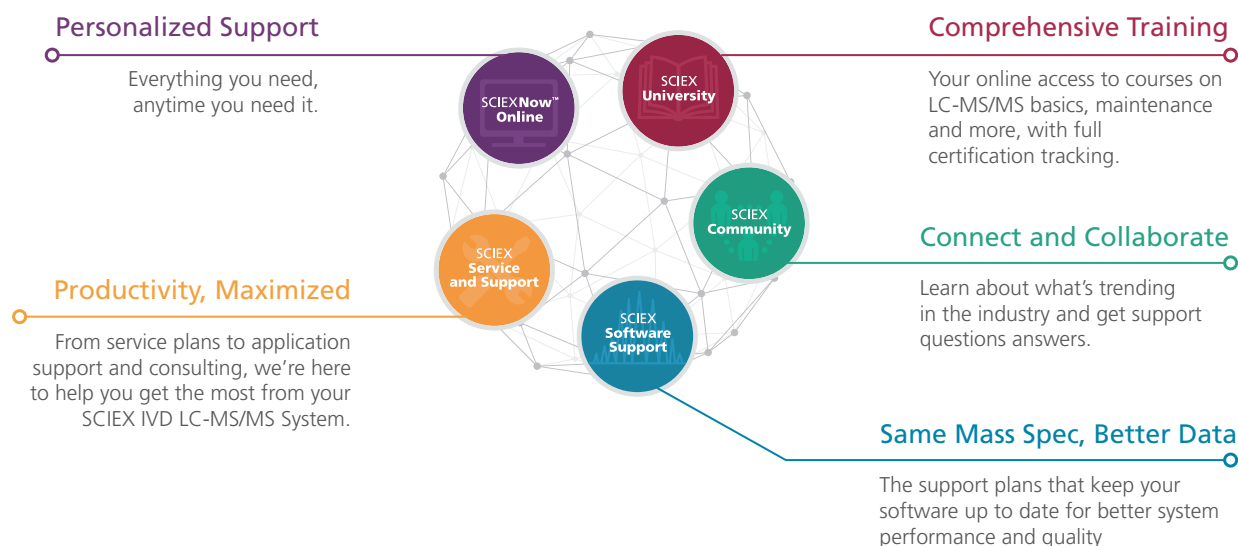 Personalized Support
Everything you need,
anytime you need it.
SCIEXNow™
Online
SCIEX
University
Comprehensive Training
Your online access to courses on
LC-MS/MS basics, maintenance
and more, with full
certification tracking.
SCIEX
Community
Connect and Collaborate
Learn about what's trending
in the industry and get support
questions answers.
SCIEX
Service
and Support
Productivity, Maximized
From service plans to application
support and consulting, we're here
to help you get the most from your
SCIEX IVD LC-MS/MS System.
SCIEX
Software
Support
Same Mass Spec, Better Data
The support plans that keep your
software up to date for better system
performance and quality